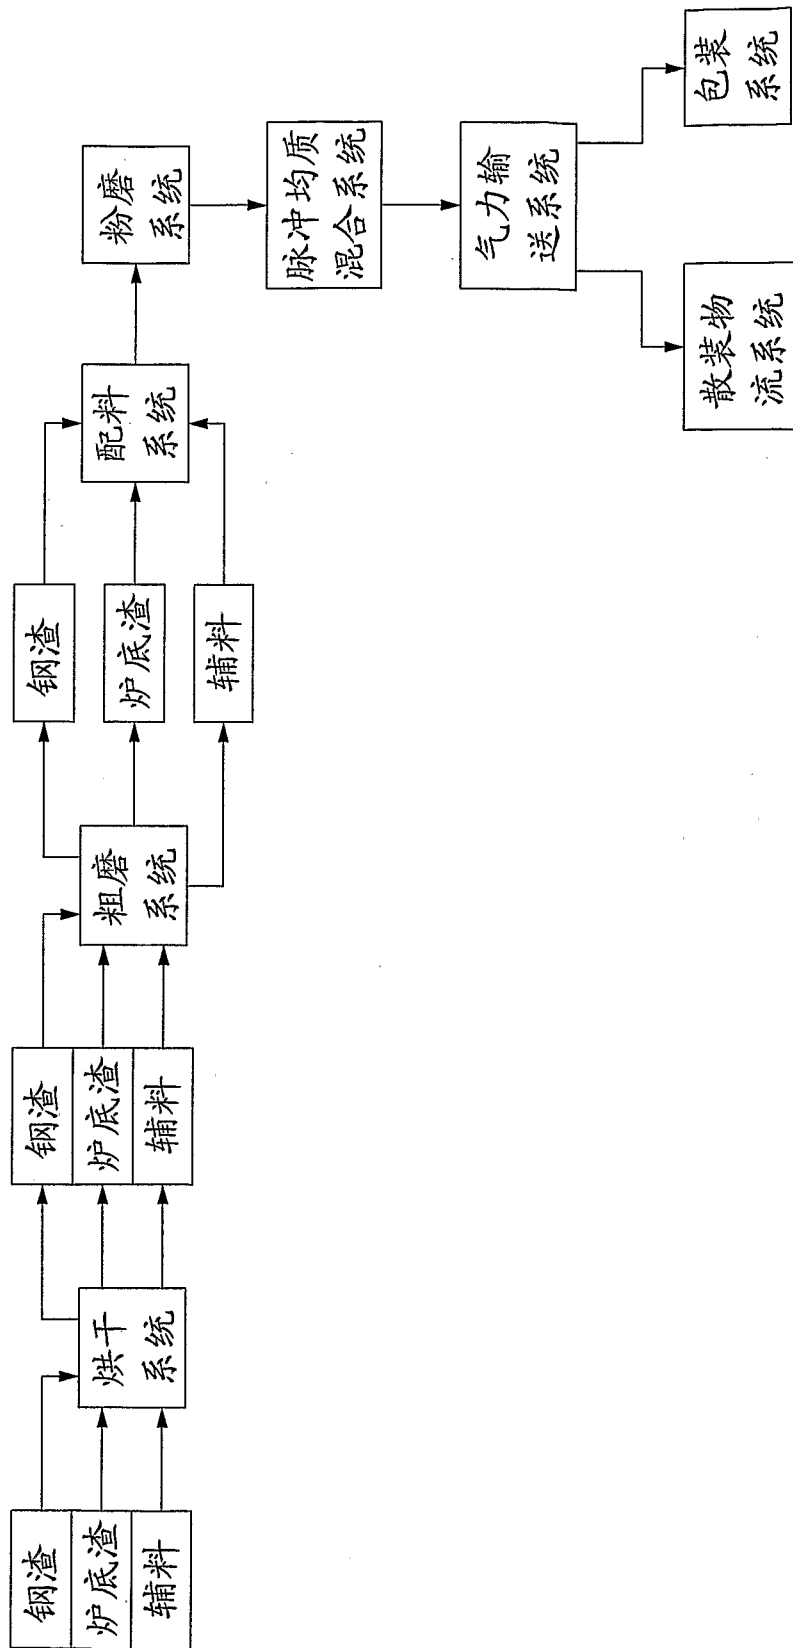 钢渣
炉底渣
辅料
烘干
系统
钢渣
炉底渣
辅料
粗磨
系统
钢渣
炉底渣
辅料
配料
系统
粉磨
系统
脉冲均质
混合系统
气力输
送系统
散装物
流系统
包装
系统